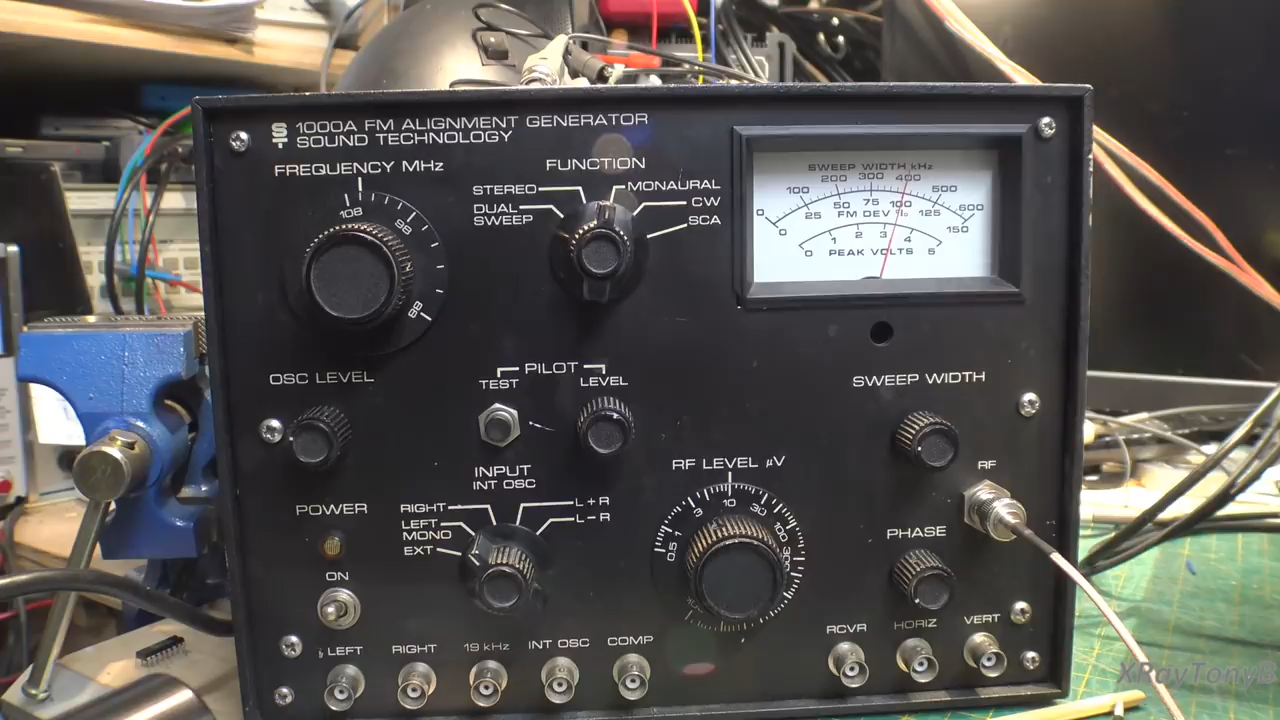 ST 1000A FM ALIGNMENT GENERATOR
SOUND TECHNOLOGY
FREQUENCY MHz
108
98
88
FUNCTION
STEREO
MONAURAL
DUAL
SWEEP
CW
SCA
SWEEP WIDTH kHz
0 100 200 300 400 500 600
0 25 50 75 100 125 150
FM DEV %
0 1 2 3 4 5
PEAK VOLTS
OSC LEVEL
PILOT
TEST
LEVEL
SWEEP WIDTH
INPUT
INT OSC
RIGHT
LEFT
MONO
EXT
L+R
L-R
RF LEVEL µV
0.5 1 3 10 30 100 300
RF
POWER
ON
PHASE
LEFT
RIGHT
19 kHz
INT OSC
COMP
RCVR
HORIZ
VERT
XRayTonyB